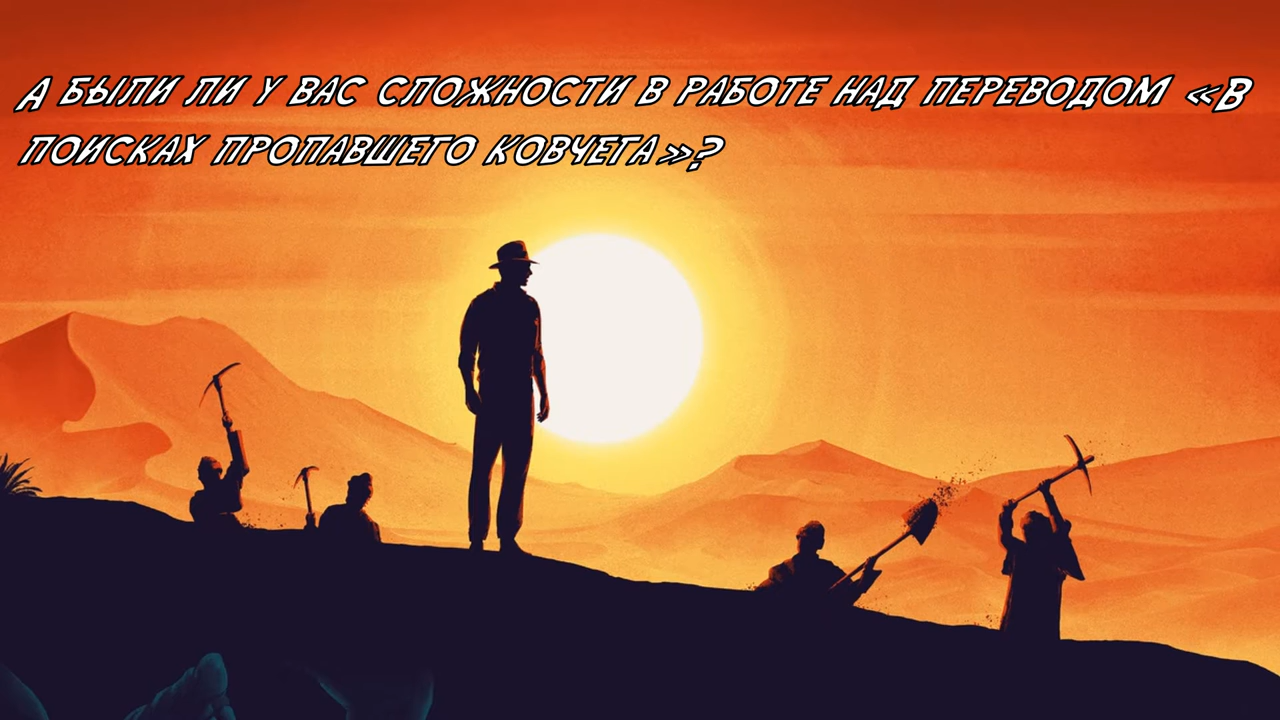 А БЫЛИ ЛИ У ВАС СЛОЖНОСТИ В РАБОТЕ НАД ПЕРЕВОДОМ «В
ПОИСКАХ ПРОПАВШЕГО КОВЧЕГА»?